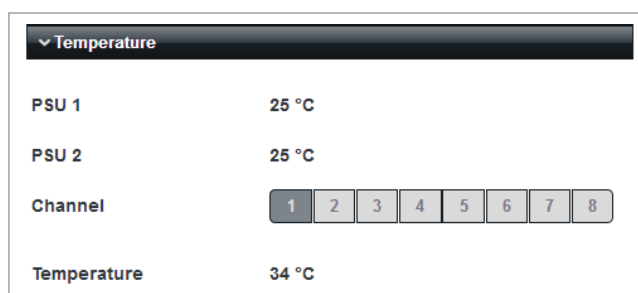 Temperature
PSU 1 25 °C
PSU 2 25 °C
Channel 1 2 3 4 5 6 7 8
Temperature 34 °C